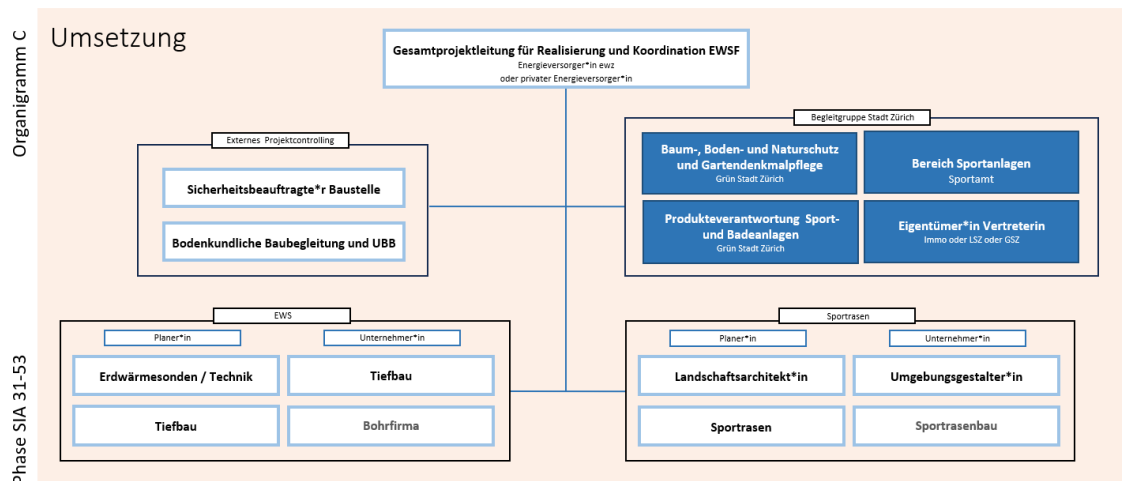 Organigramm C
Umsetzung
Gesamtprojektleitung für Realisierung und Koordination EWSF
Energieversorger*in ewz
oder privater Energieversorger*in
Externes Projektcontrolling
Sicherheitsbeauftragte*r Baustelle
Bodenkundliche Baubegleitung und UBB
Begleitgruppe Stadt Zürich
Baum-, Boden- und Naturschutz
und Gartendenkmalpflege
Grün Stadt Zürich
Bereich Sportanlagen
Sportamt
Produkteverantwortung Sport-
und Badeanlagen
Grün Stadt Zürich
Eigentümer*in Vertreterin
Immo oder LSZ oder GSZ
Phase SIA 31-53
EWS
Planer*in
Unternehmer*in
Erdwärmesonden / Technik
Tiefbau
Tiefbau
Bohrfirma
Sportrasen
Planer*in
Unternehmer*in
Landschaftsarchitekt*in
Umgebungsgestalter*in
Sportrasen
Sportrasenbau